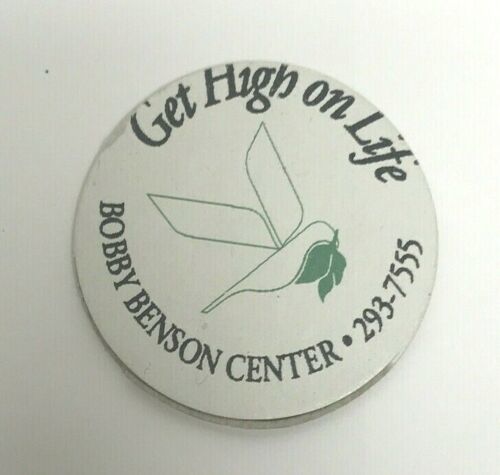 Get High on Life
BOBBY BENSON CENTER • 293-7555